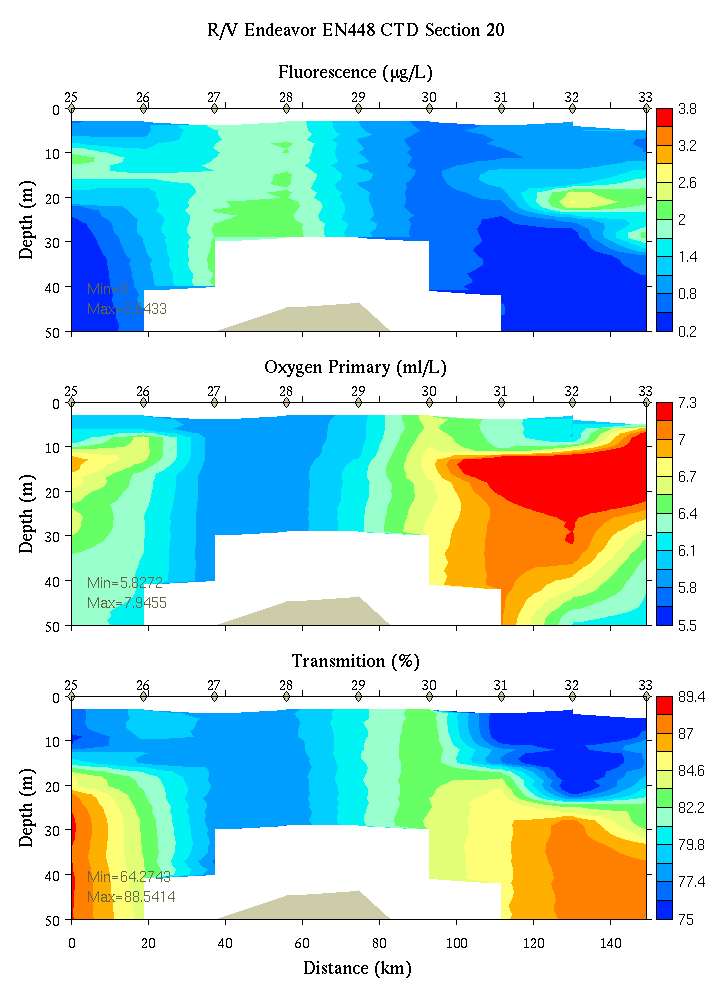 R/V Endeavor EN448 CTD Section 20
Fluorescence (µg/L)
25 26 27 28 29 30 31 32 33
0
10
20
30
40
50
Depth (m)
3.8
3.2
2.6
2
1.4
0.8
0.2
Oxygen Primary (ml/L)
25 26 27 28 29 30 31 32 33
0
10
20
30
40
50
Depth (m)
Min=5.8272
Max=7.9455
7.3
7
6.7
6.4
6.1
5.8
5.5
Transmition (%)
25 26 27 28 29 30 31 32 33
0
10
20
30
40
50
Depth (m)
Min=64.2743
Max=88.5414
89.4
87
84.6
82.2
79.8
77.4
75
0 20 40 60 80 100 120 140
Distance (km)